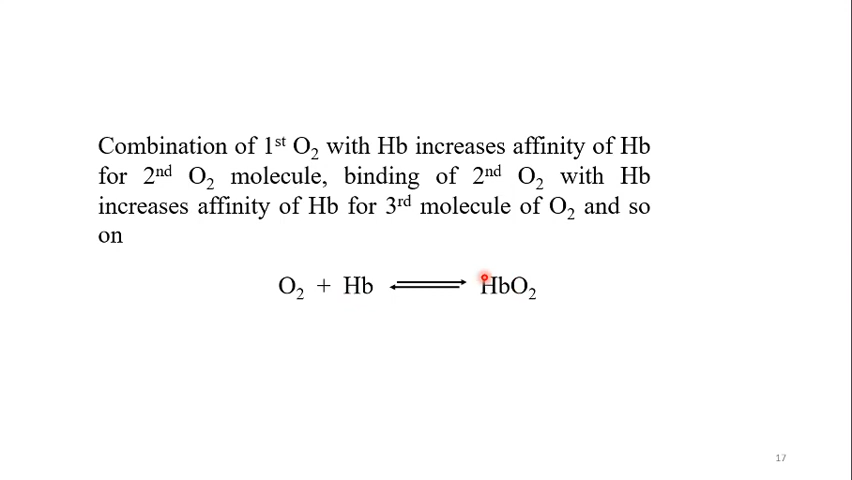 Combination of 1st O2 with Hb increases affinity of Hb
for 2nd O2 molecule, binding of 2nd O2 with Hb
increases affinity of Hb for 3rd molecule of O2 and so
on
O2 + Hb ⇌ HbO2
17